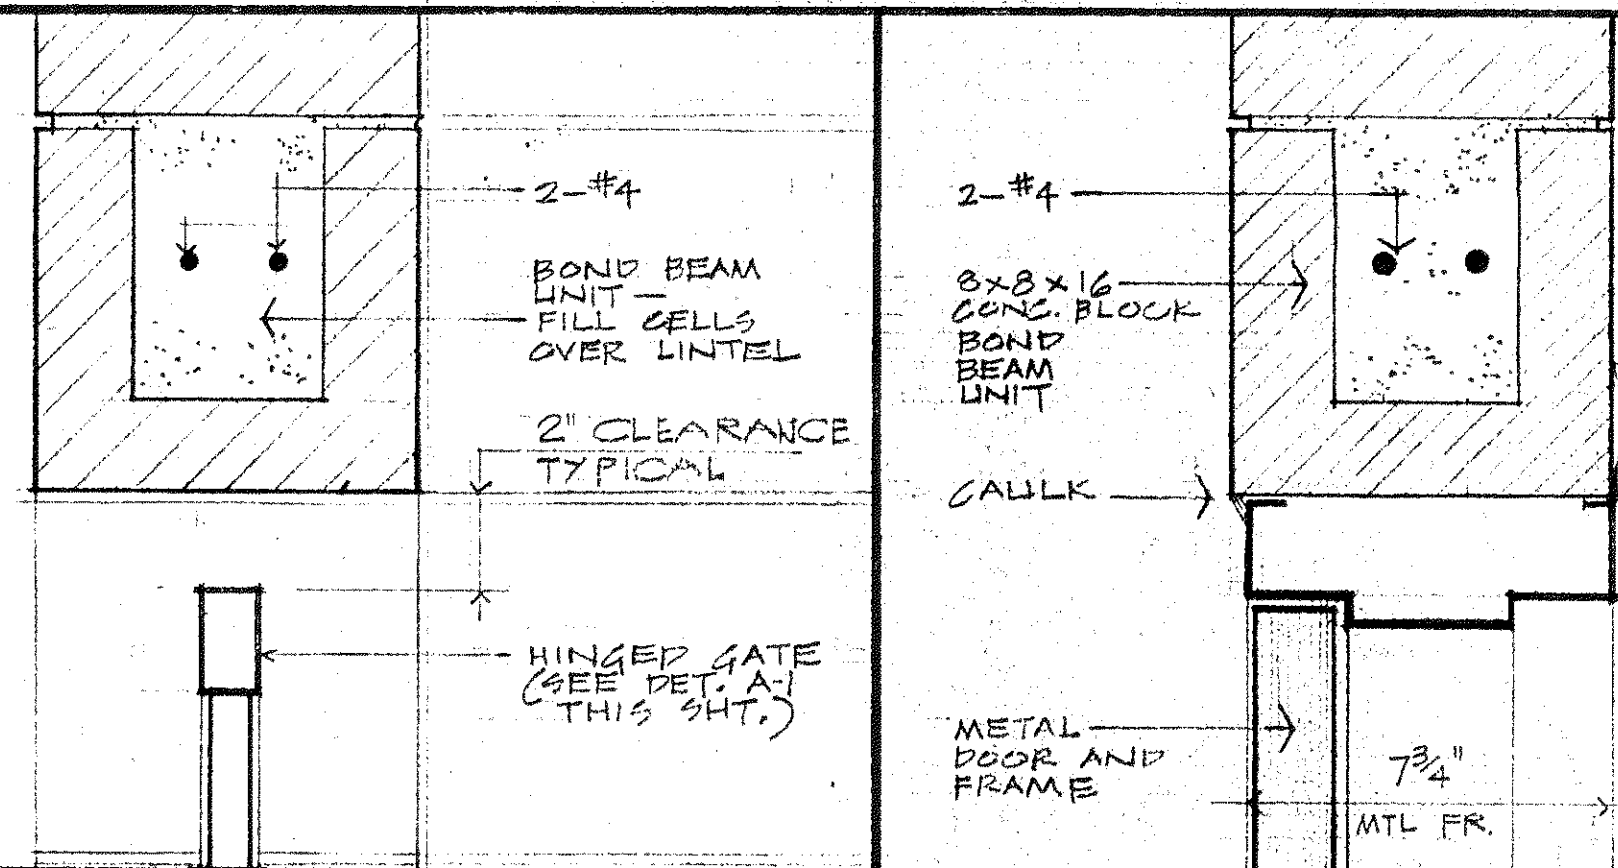 2-#4
BOND BEAM
UNIT —
FILL CELLS
OVER LINTEL
2" CLEARANCE
TYPICAL
HINGED GATE
(SEE DET. A-1
THIS SHT.)
2-#4
8x8x16
CONC. BLOCK
BOND
BEAM
UNIT
CAULK
METAL
DOOR AND
FRAME
7¾"
MTL FR.